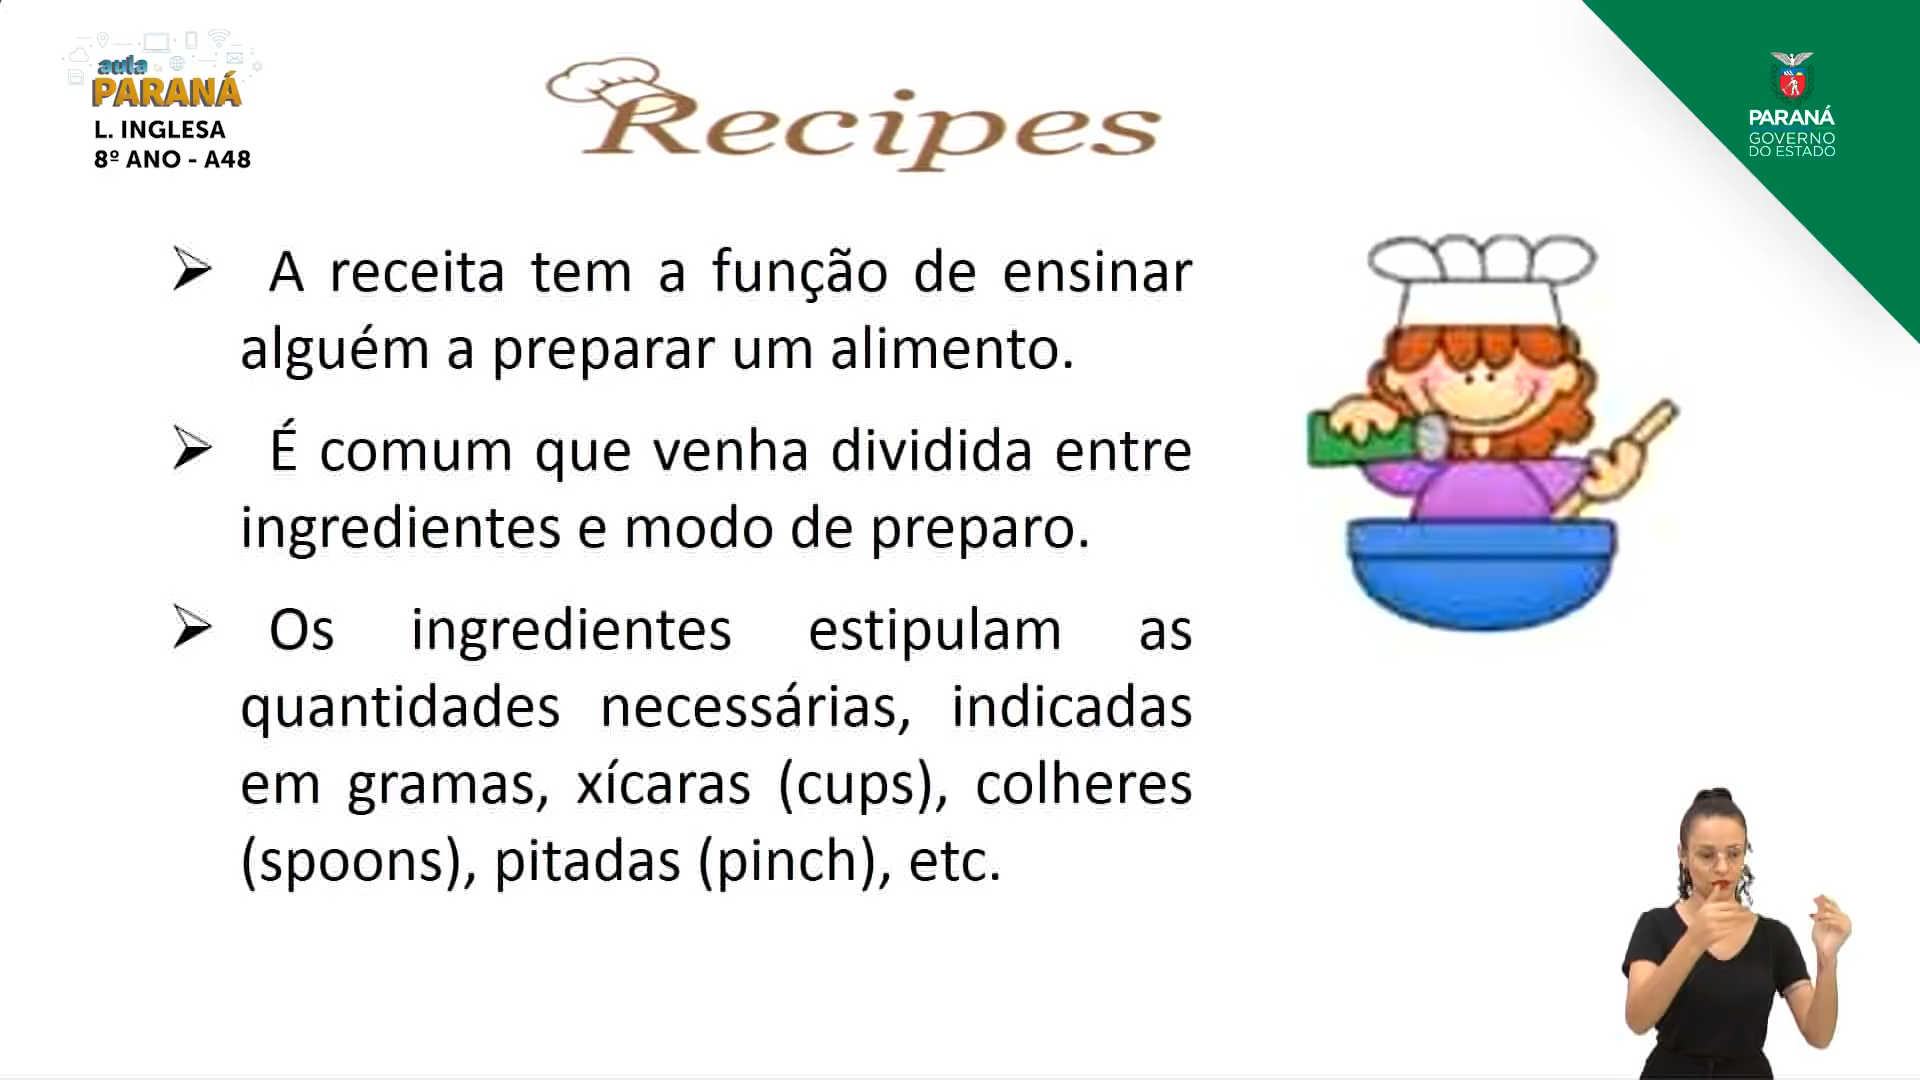 aula
PARANÁ
L. INGLESA
8º ANO - A48
Recipes
PARANÁ
GOVERNO
DO ESTADO
A receita tem a função de ensinar
alguém a preparar um alimento.
É comum que venha dividida entre
ingredientes e modo de preparo.
Os ingredientes estipulam as
quantidades necessárias, indicadas
em gramas, xícaras (cups), colheres
(spoons), pitadas (pinch), etc.